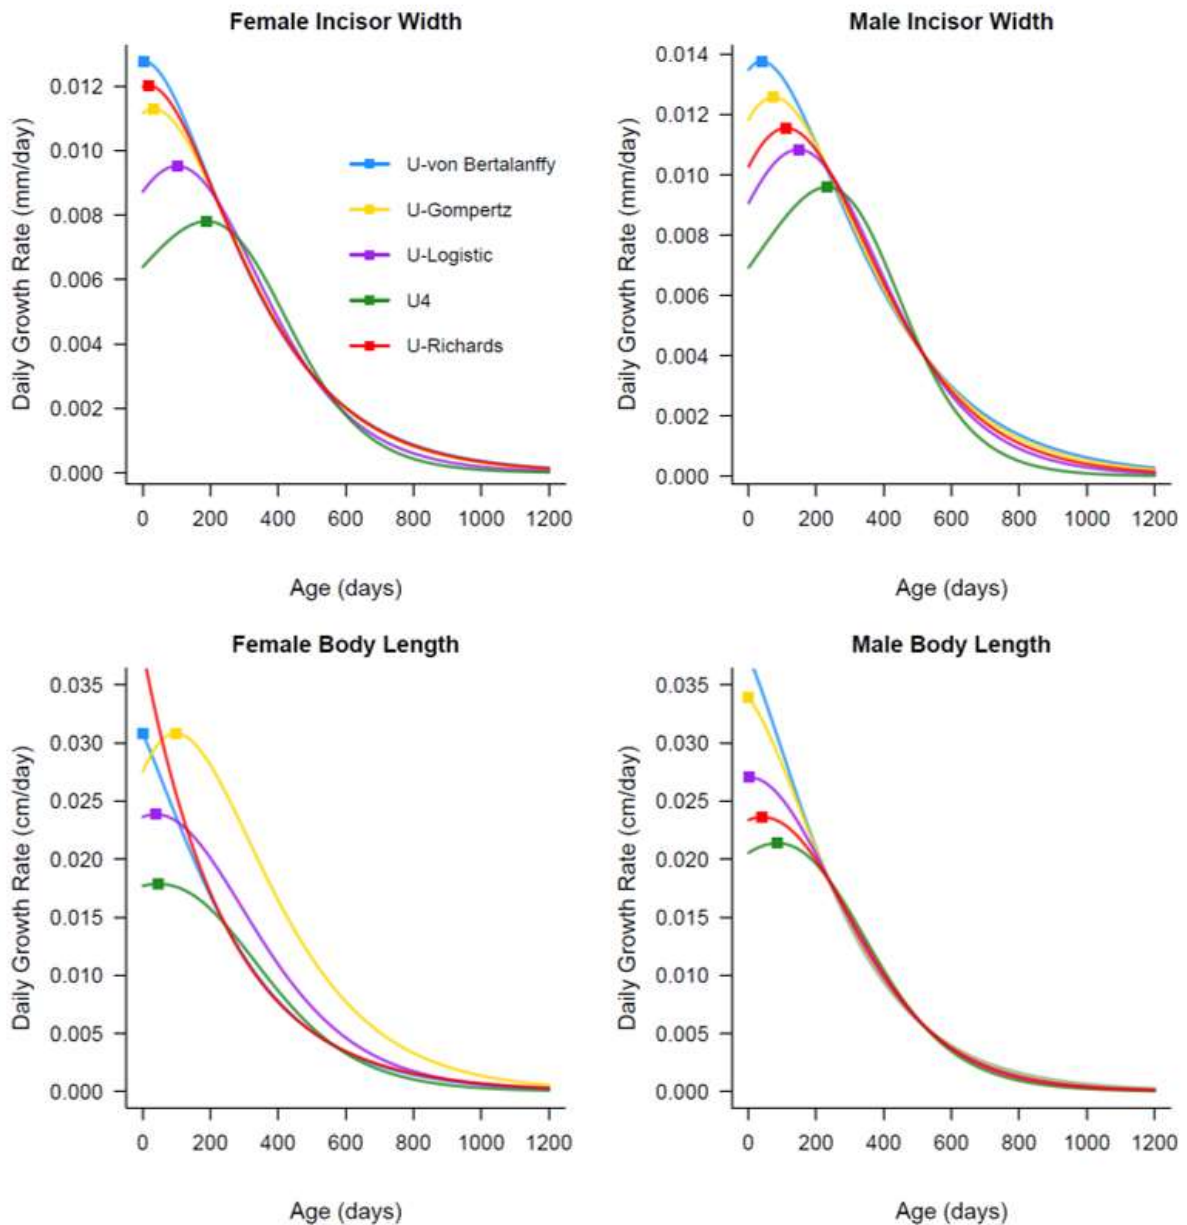 Female Incisor Width
Daily Growth Rate (mm/day)
0.012
0.010
0.008
0.006
0.004
0.002
0.000
U-von Bertalanffy
U-Gompertz
U-Logistic
U4
U-Richards
0 200 400 600 800 1000 1200
Age (days)
Male Incisor Width
Daily Growth Rate (mm/day)
0.014
0.012
0.010
0.008
0.006
0.004
0.002
0.000
0 200 400 600 800 1000 1200
Age (days)
Female Body Length
Daily Growth Rate (cm/day)
0.035
0.030
0.025
0.020
0.015
0.010
0.005
0.000
0 200 400 600 800 1000 1200
Age (days)
Male Body Length
Daily Growth Rate (cm/day)
0.035
0.030
0.025
0.020
0.015
0.010
0.005
0.000
0 200 400 600 800 1000 1200
Age (days)